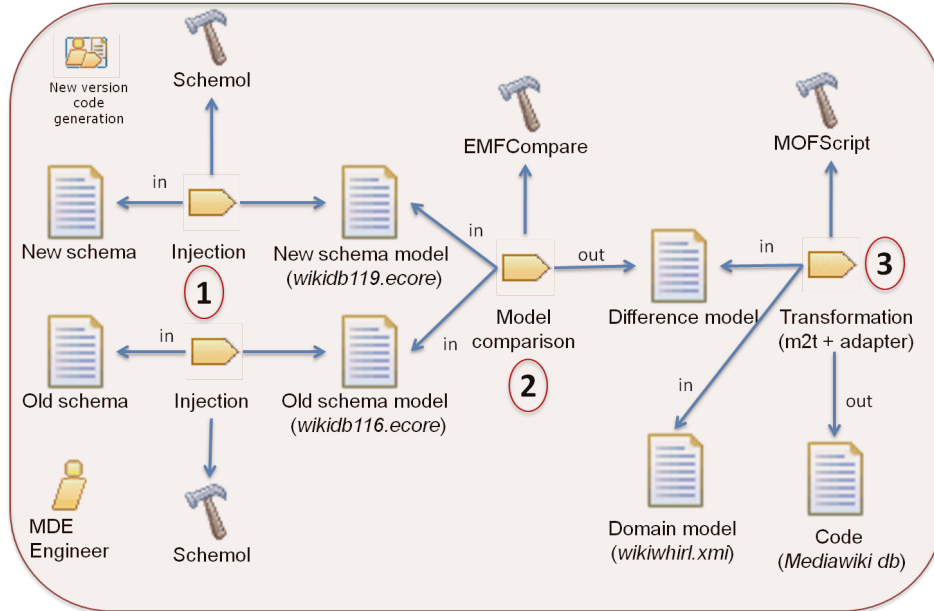 New version
code
generation
Schemol
EMFCompare
MOFScript
in
New schema
Injection
New schema model
(wikidb119.ecore)
in
out
in
1
3
Model
comparison
Difference model
Transformation
(m2t + adapter)
in
in
2
Old schema
Injection
Old schema model
(wikidb116.ecore)
in
out
MDE
Engineer
Schemol
Domain model
(wikiwhirl.xmi)
Code
(Mediawiki db)